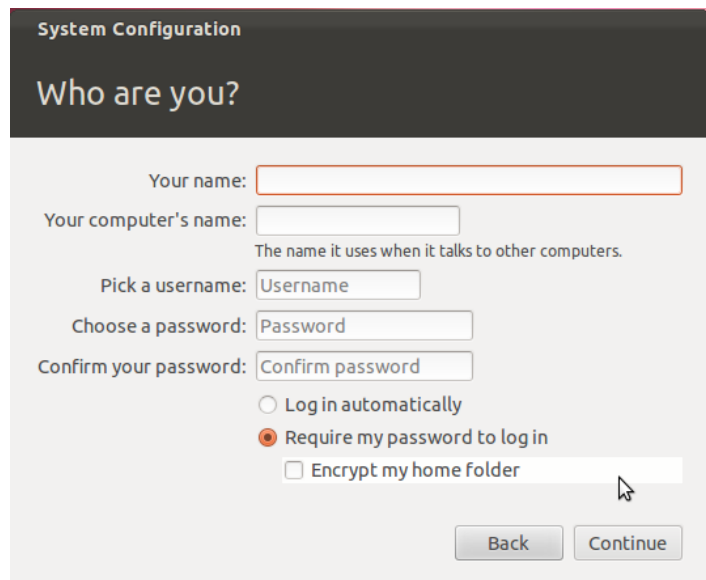 System Configuration
Who are you?
Your name:
Your computer's name:
The name it uses when it talks to other computers.
Pick a username: Username
Choose a password: Password
Confirm your password: Confirm password
Log in automatically
Require my password to log in
Encrypt my home folder
Back Continue